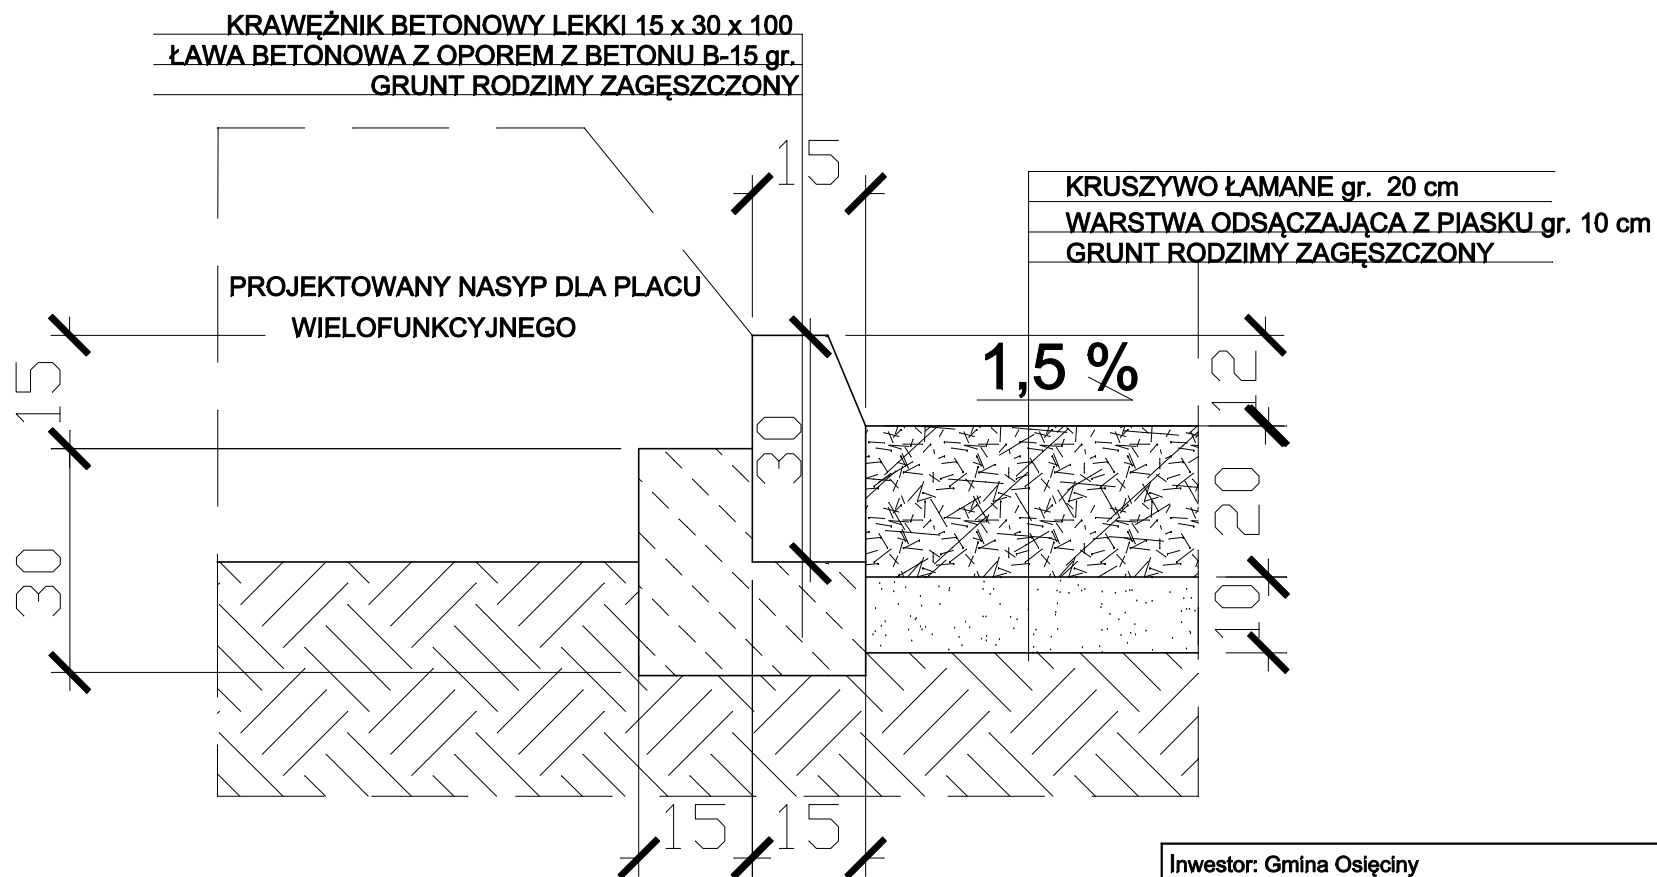 KRAWĘŻNIK BETONOWY LEKKI 15 x 30 x 100
ŁAWA BETONOWA Z OPOREM Z BETONU B-15 gr.
GRUNT RODZIMY ZAGĘSZCZONY
15
KRUSZYWO ŁAMANE gr. 20 cm
WARSTWA ODSĄCZAJĄCA Z PIASKU gr. 10 cm
GRUNT RODZIMY ZAGĘSZCZONY
PROJEKTOWANY NASYP DLA PLACU
WIELOFUNKCYJNEGO
15
30
30
1,5 %
12
20
10
15
15
Inwestor: Gmina Osięciny